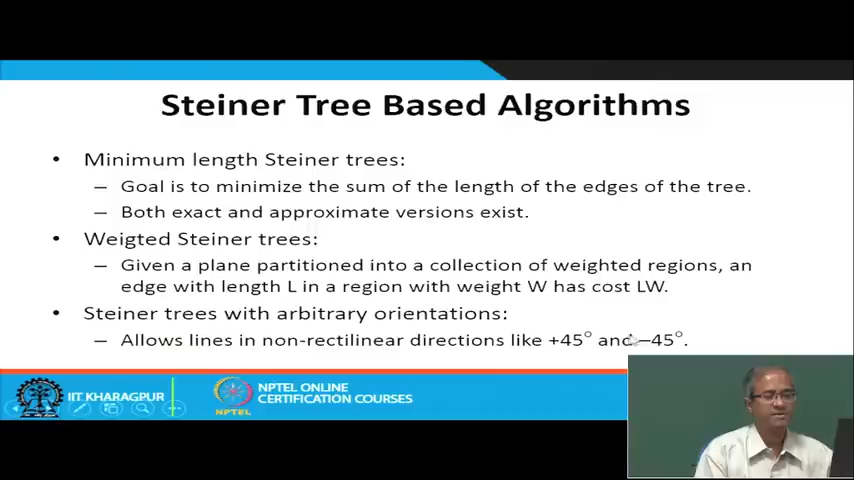 Steiner Tree Based Algorithms
• Minimum length Steiner trees:
– Goal is to minimize the sum of the length of the edges of the tree.
– Both exact and approximate versions exist.
• Weigted Steiner trees:
– Given a plane partitioned into a collection of weighted regions, an
edge with length L in a region with weight W has cost LW.
• Steiner trees with arbitrary orientations:
– Allows lines in non-rectilinear directions like +45° and –45°.
IIT KHARAGPUR
NPTEL
NPTEL ONLINE
CERTIFICATION COURSES